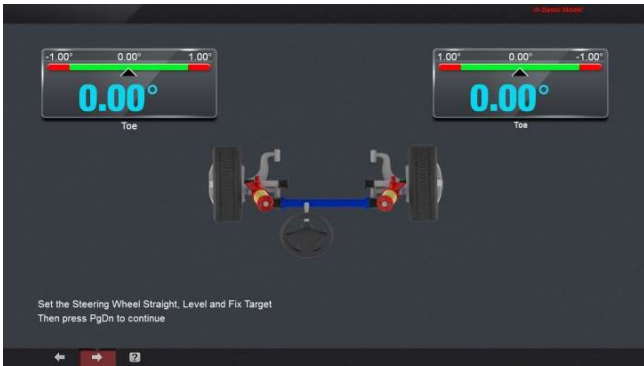 In Demo Mode!
-1.00° 0.00° 1.00°
0.00°
Toe
1.00° 0.00° -1.00°
0.00°
Toe
Set the Steering Wheel Straight, Level and Fix Target
Then press PgDn to continue
?